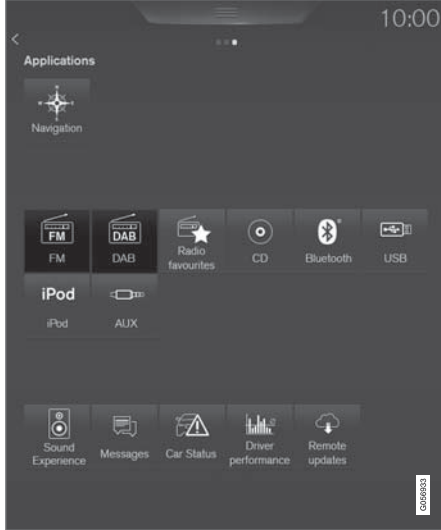 10:00
Applications
Navigation
FM
DAB
FM
DAB
Radio
favourites
CD
Bluetooth
USB
iPod
iPod
AUX
Sound
Experience
Messages
Car Status
Driver
performance
Remote
updates
G056933